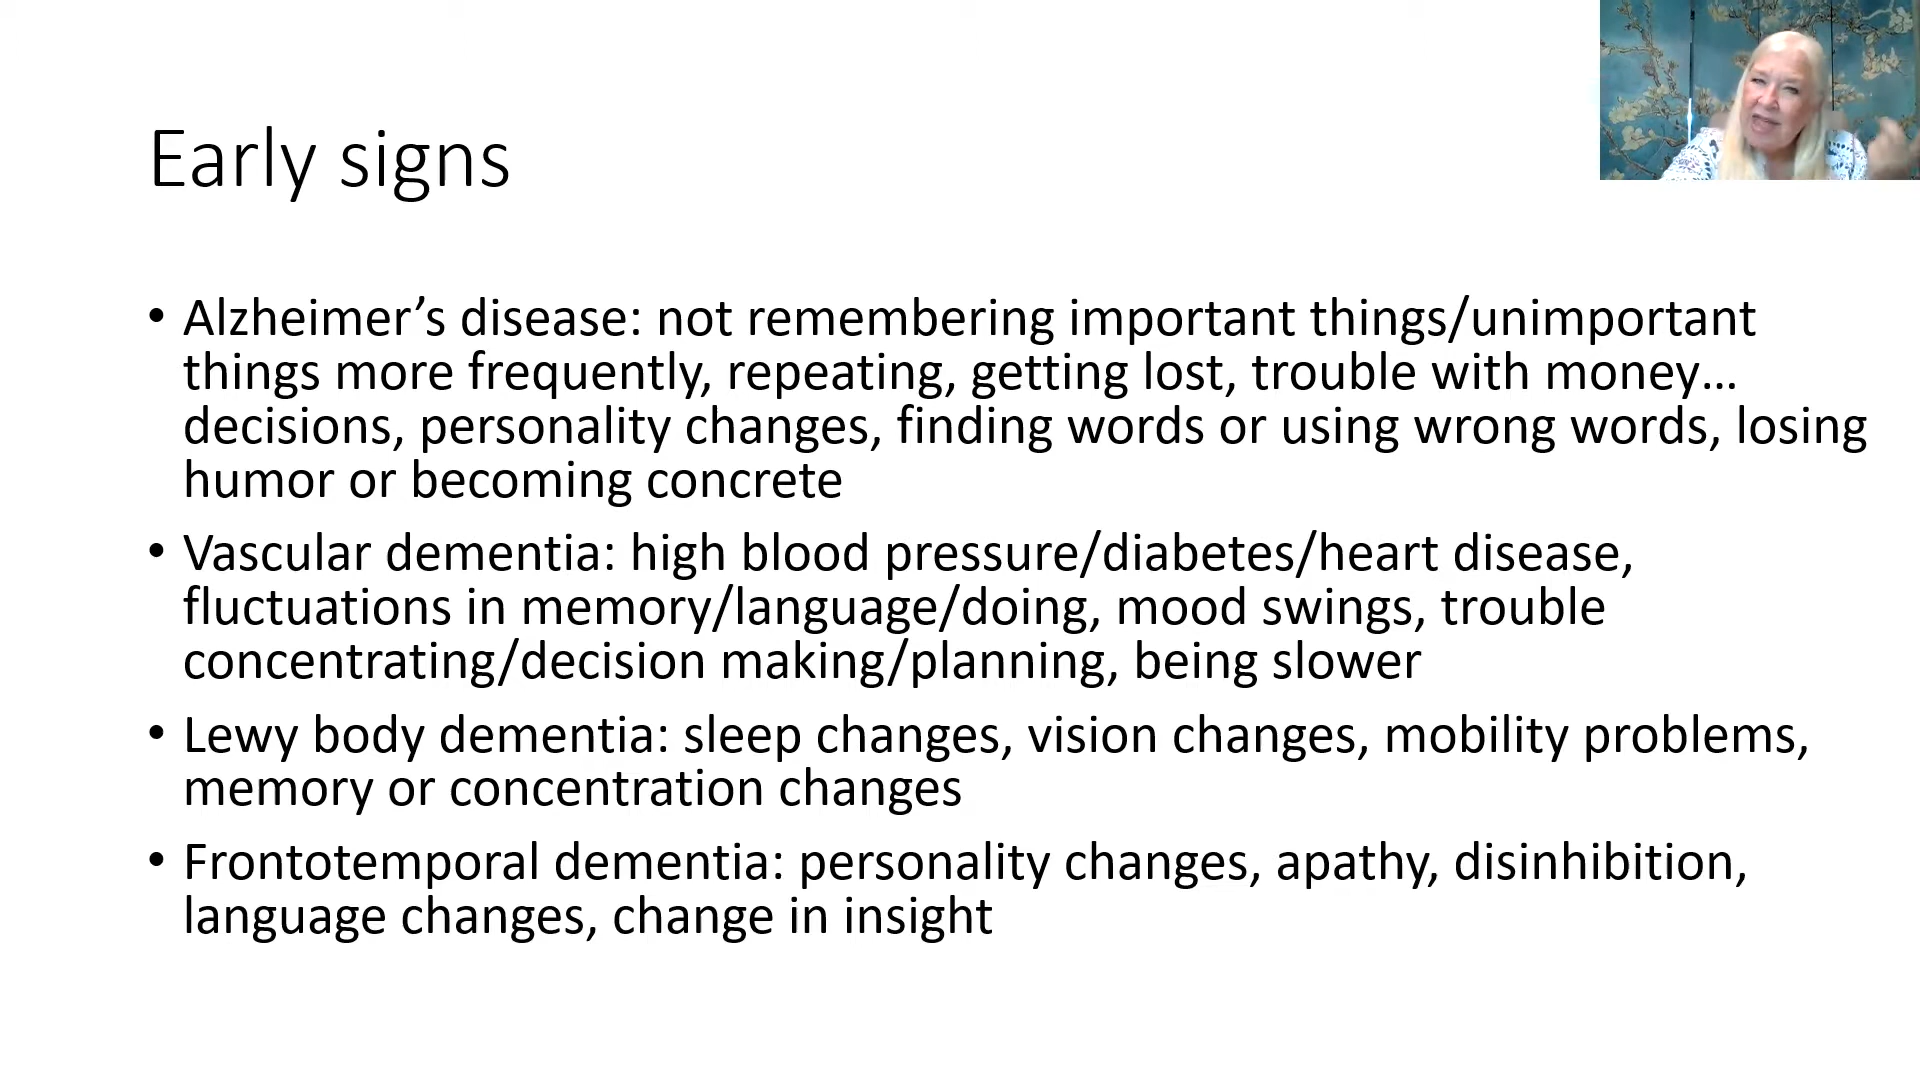 Early signs
• Alzheimer’s disease: not remembering important things/unimportant
things more frequently, repeating, getting lost, trouble with money…
decisions, personality changes, finding words or using wrong words, losing
humor or becoming concrete
• Vascular dementia: high blood pressure/diabetes/heart disease,
fluctuations in memory/language/doing, mood swings, trouble
concentrating/decision making/planning, being slower
• Lewy body dementia: sleep changes, vision changes, mobility problems,
memory or concentration changes
• Frontotemporal dementia: personality changes, apathy, disinhibition,
language changes, change in insight